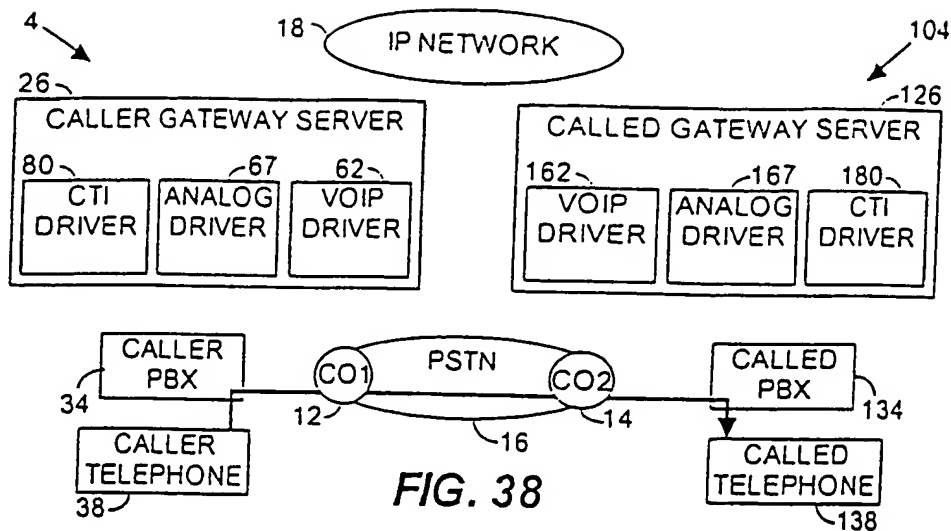 4
18
IP NETWORK
104
26
126
CALLER GATEWAY SERVER
80
67
62
CTI
DRIVER
ANALOG
DRIVER
VOIP
DRIVER
CALLED GATEWAY SERVER
162
167
180
VOIP
DRIVER
ANALOG
DRIVER
CTI
DRIVER
CALLER
PBX
34
CO1
12
PSTN
16
CO2
14
CALLED
PBX
134
CALLER
TELEPHONE
38
CALLED
TELEPHONE
138
FIG. 38